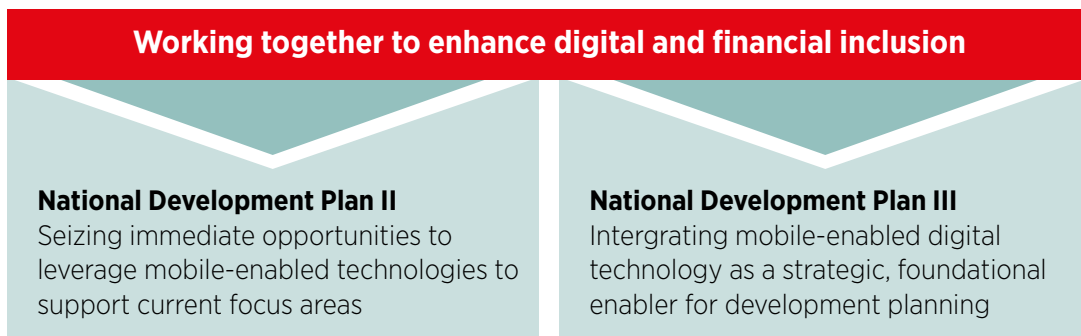 Working together to enhance digital and financial inclusion
National Development Plan II
Seizing immediate opportunities to
leverage mobile-enabled technologies to
support current focus areas
National Development Plan III
Intergrating mobile-enabled digital
technology as a strategic, foundational
enabler for development planning